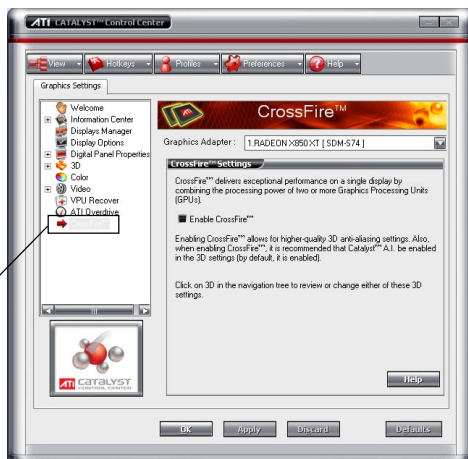 ATI CATALYST™ Control Center
View
Hotkeys
Profiles
Preferences
Help
Graphics Settings
Welcome
Information Center
Displays Manager
Display Options
Digital Panel Properties
3D
Color
Video
VPU Recover
ATI Overdrive
CrossFire™
ATI CATALYST
CONTROL CENTER
CrossFire™
Graphics Adapter :
1.RADEON X850 XT [ SDM-S74 ]
CrossFire™ Settings
CrossFire™ delivers exceptional performance on a single display by
combining the processing power of two or more Graphics Processing Units
(GPUs).
Enable CrossFire™
Enabling CrossFire™ allows for higher-quality 3D anti-aliasing settings. Also,
when enabling CrossFire™, it is recommended that Catalyst™ A.I. be enabled
in the 3D settings (by default, it is enabled).
Click on 3D in the navigation tree to review or change either of these 3D
settings.
Help
OK
Apply
Discard
Defaults